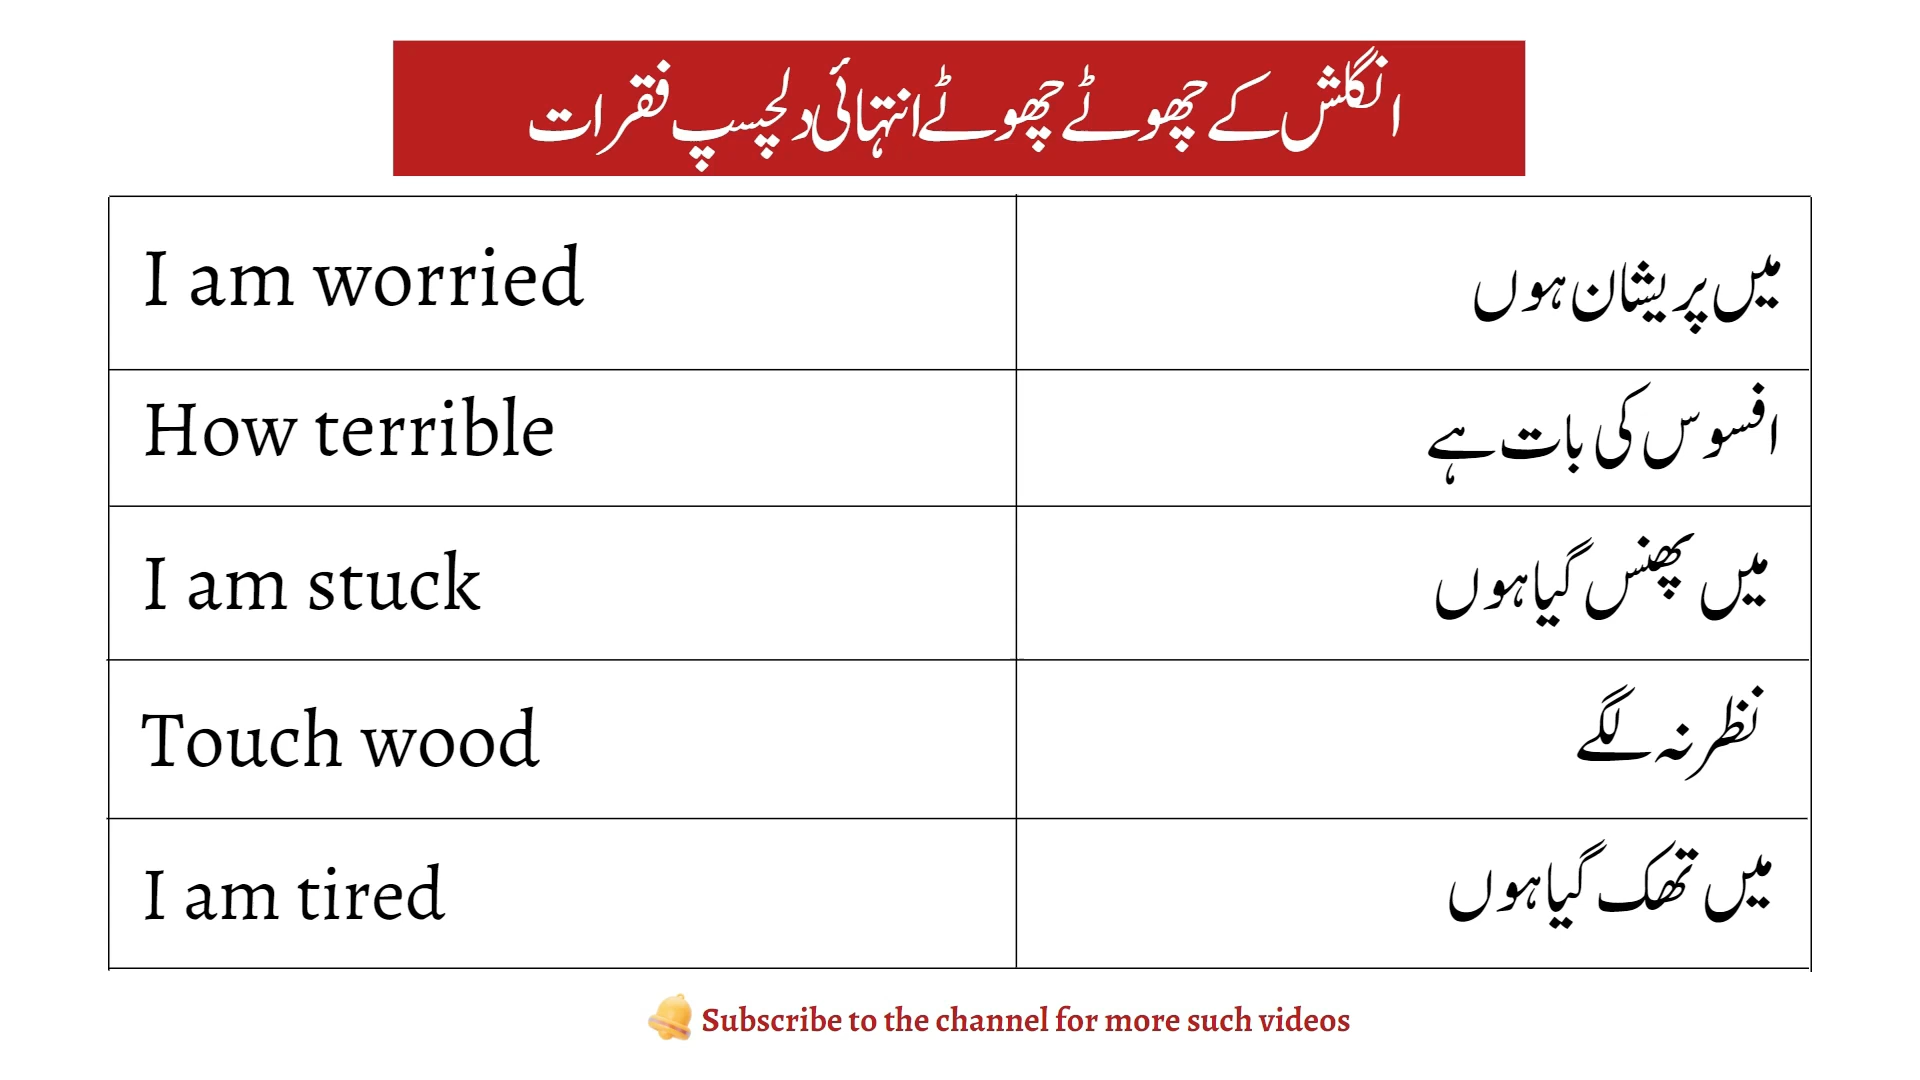 انگلش کے چھوٹے چھوٹے انتہائی دلچسپ فقرات
I am worried
میں پریشان ہوں
How terrible
افسوس کی بات ہے
I am stuck
میں پھنس گیا ہوں
Touch wood
نظر نہ لگے
I am tired
میں تھک گیا ہوں
Subscribe to the channel for more such videos